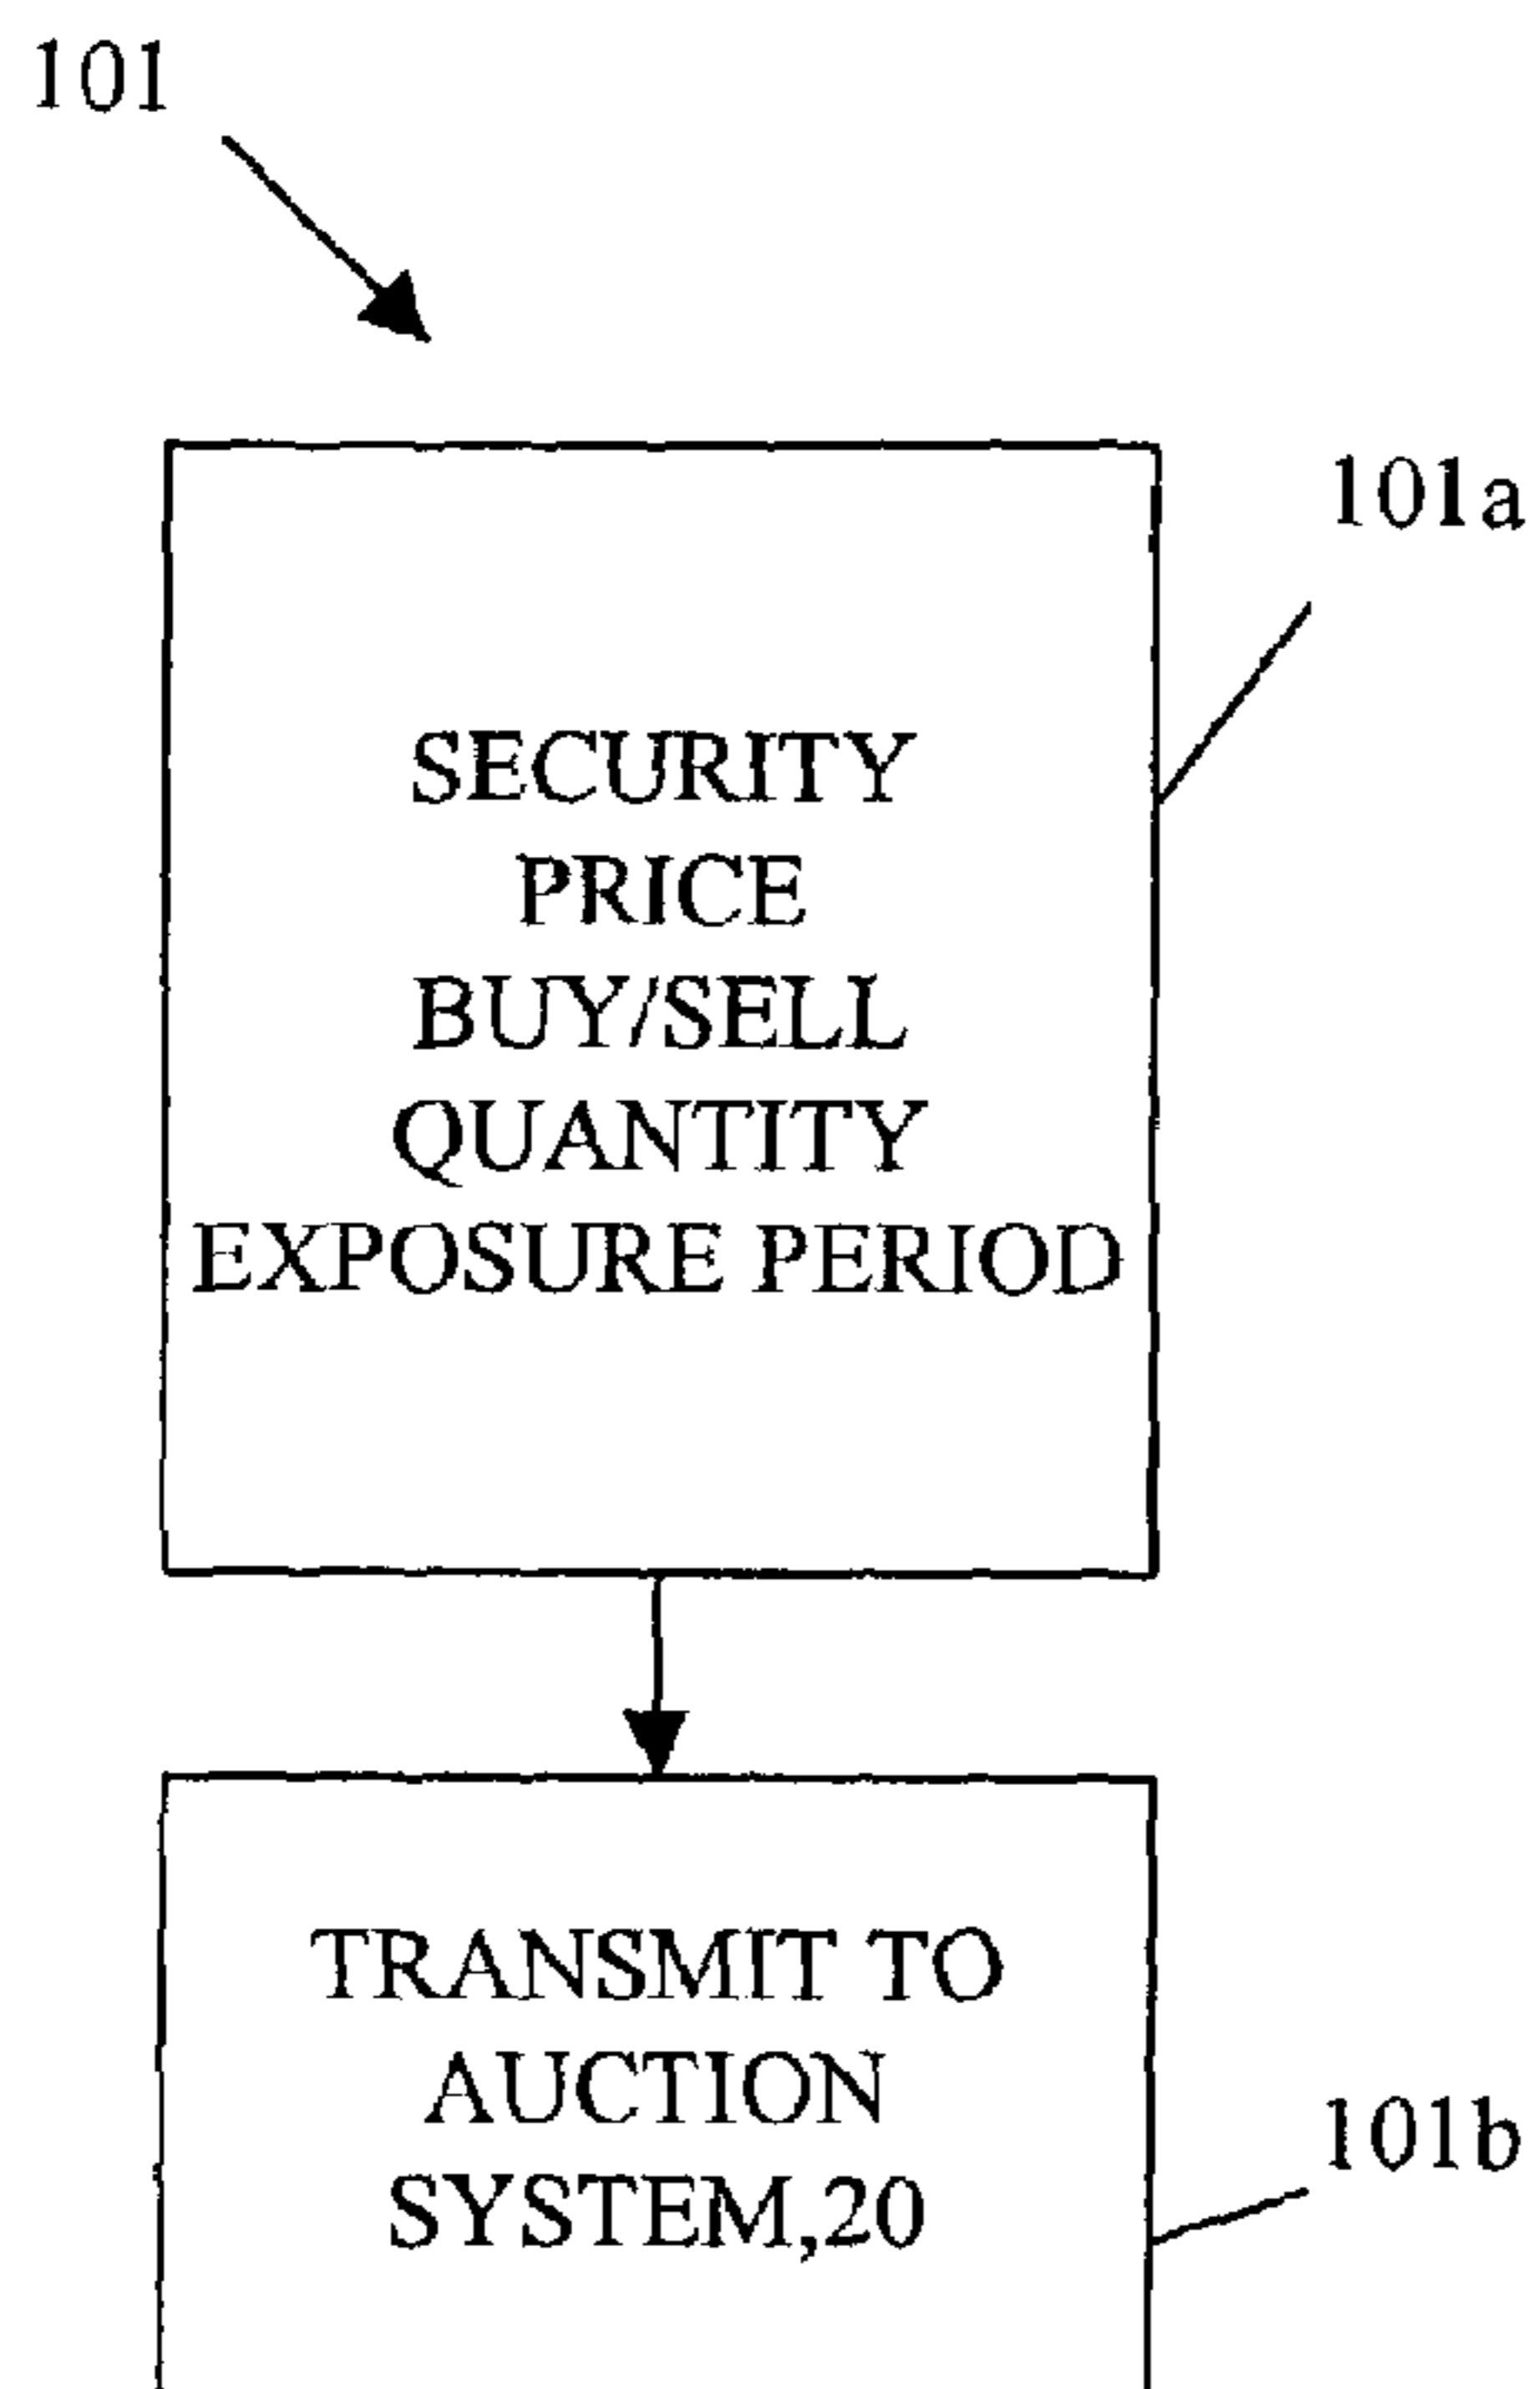 101
101a
SECURITY
PRICE
BUY/SELL
QUANTITY
EXPOSURE PERIOD
TRANSMIT TO
AUCTION
SYSTEM,20
101b